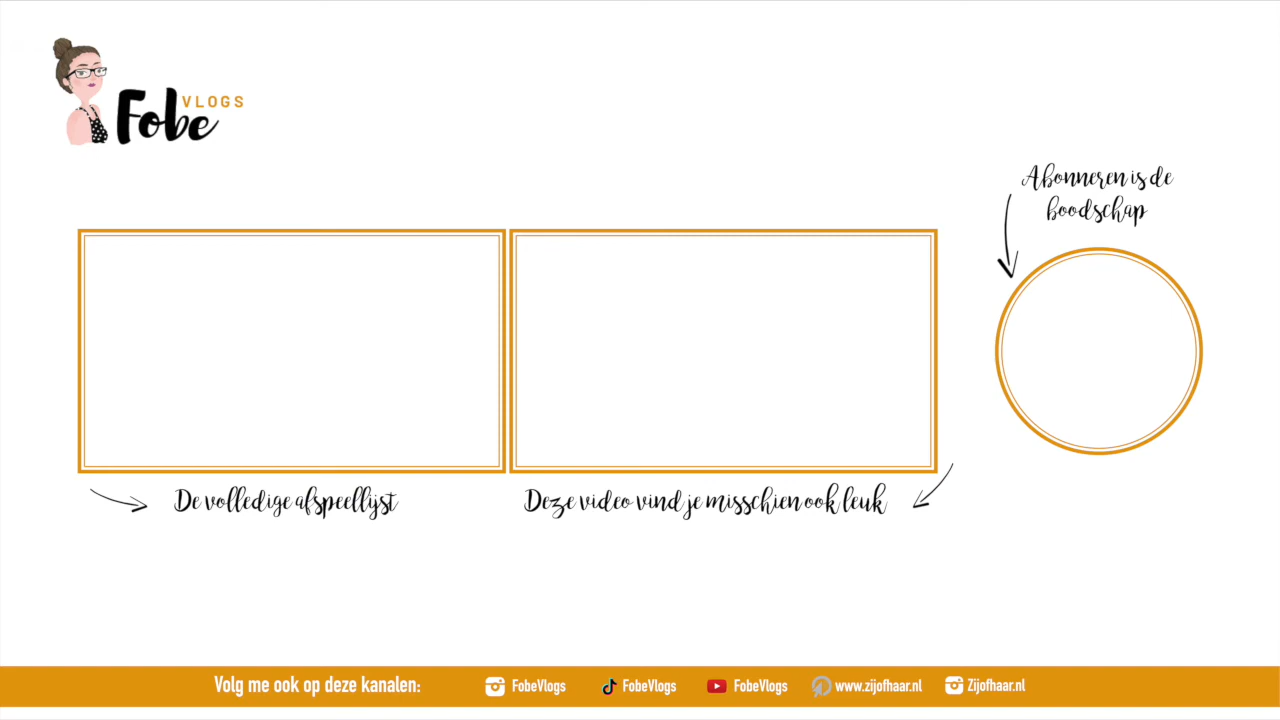 VLOGS
Fobe
Abonneren is de
boodschap
De volledige afspeellijst
Deze video vind je misschien ook leuk
Volg me ook op deze kanalen: FobeVlogs FobeVlogs FobeVlogs www.zijofhaar.nl Zijofhaar.nl